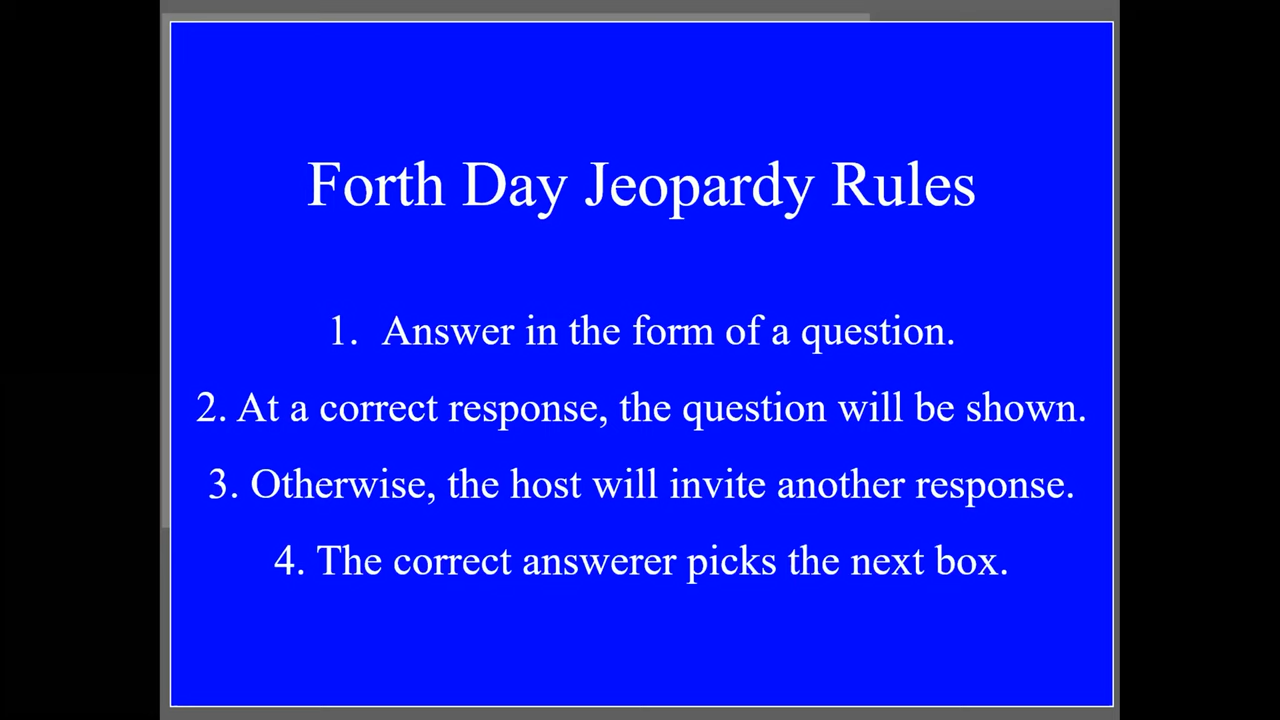 Forth Day Jeopardy Rules
1. Answer in the form of a question.
2. At a correct response, the question will be shown.
3. Otherwise, the host will invite another response.
4. The correct answerer picks the next box.